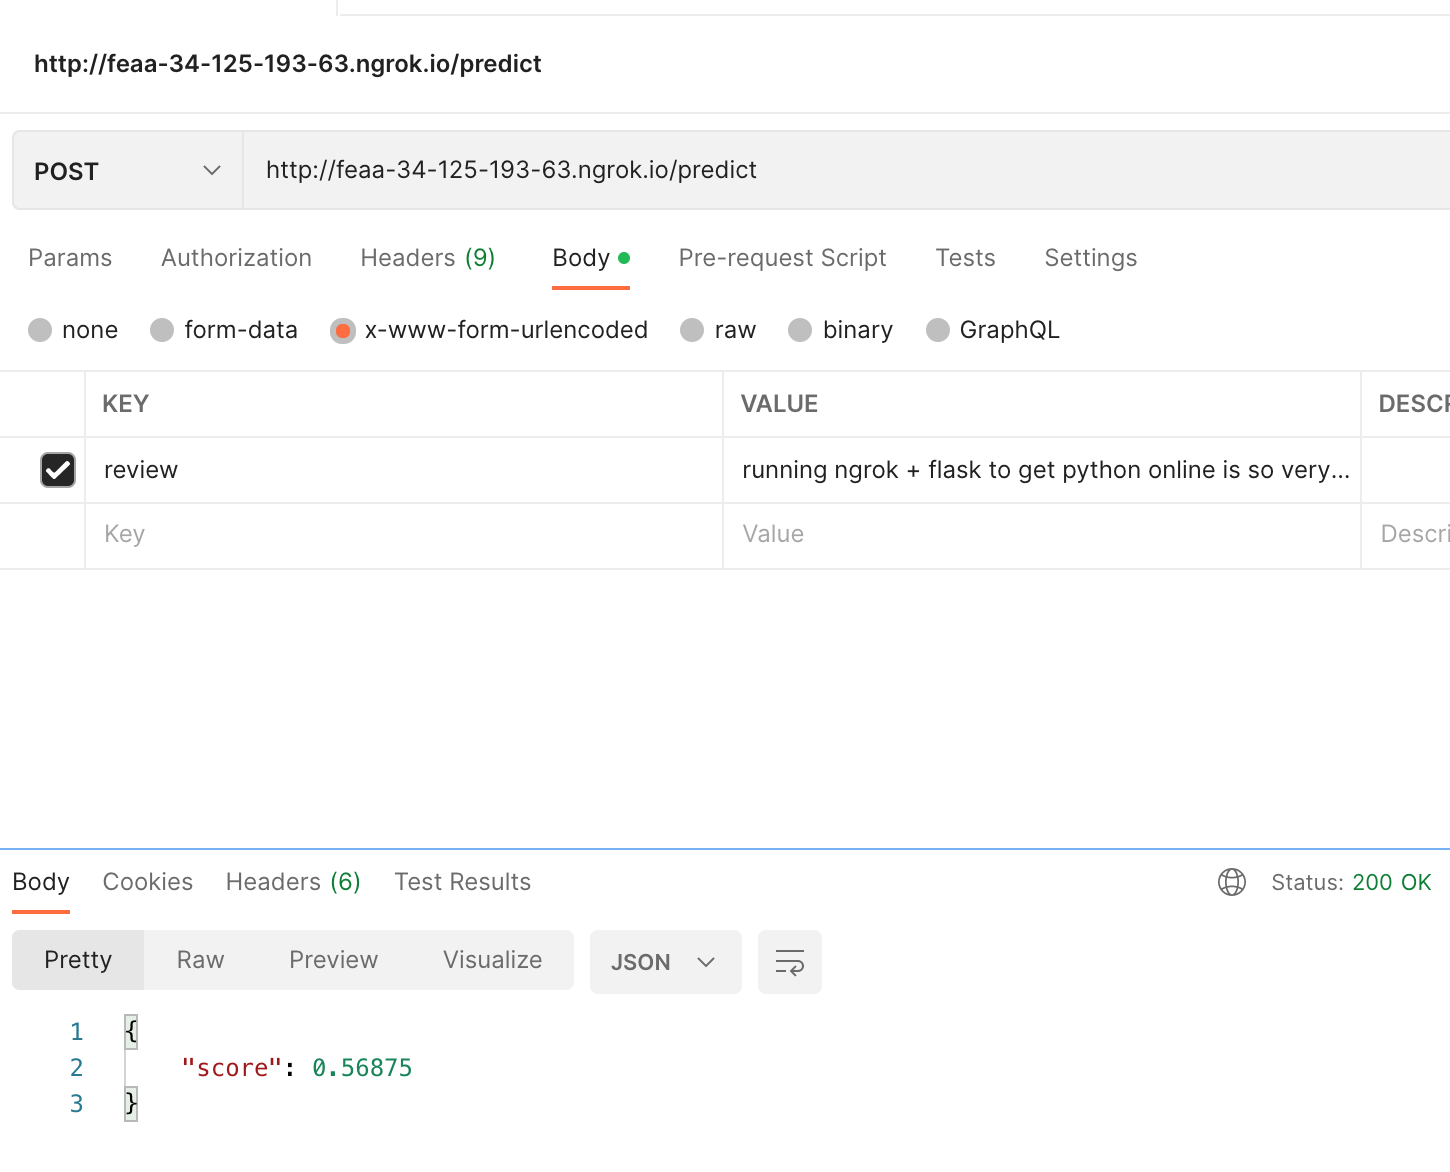 http://feaa-34-125-193-63.ngrok.io/predict
POST http://feaa-34-125-193-63.ngrok.io/predict
Params Authorization Headers (9) Body Pre-request Script Tests Settings
none form-data x-www-form-urlencoded raw binary GraphQL
KEY VALUE DESCR
review running ngrok + flask to get python online is so very...
Key Value Descri
Body Cookies Headers (6) Test Results Status: 200 OK
Pretty Raw Preview Visualize JSON
1 {
2 "score": 0.56875
3 }